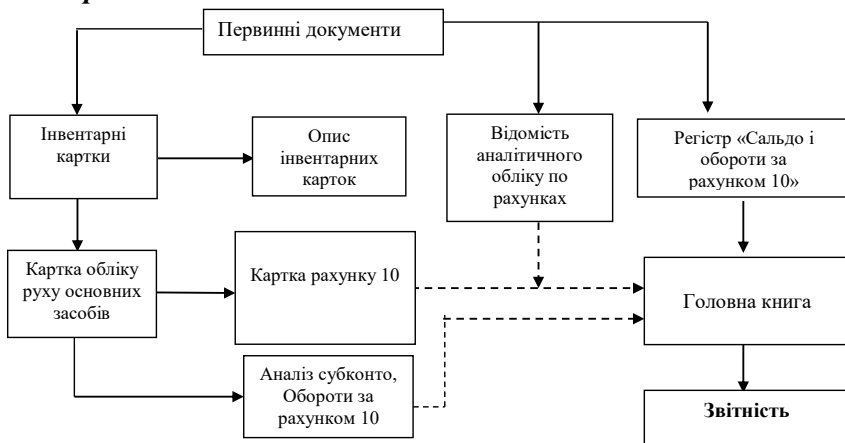 Первинні документи
Інвентарні
картки
Опис
інвентарних
карток
Відомість
аналітичного
обліку по
рахунках
Регістр «Сальдо і
обороти за
рахунком 10»
Картка обліку
руху основних
засобів
Картка рахунку 10
Головна книга
Аналіз субконто,
Обороти за
рахунком 10
Звітність